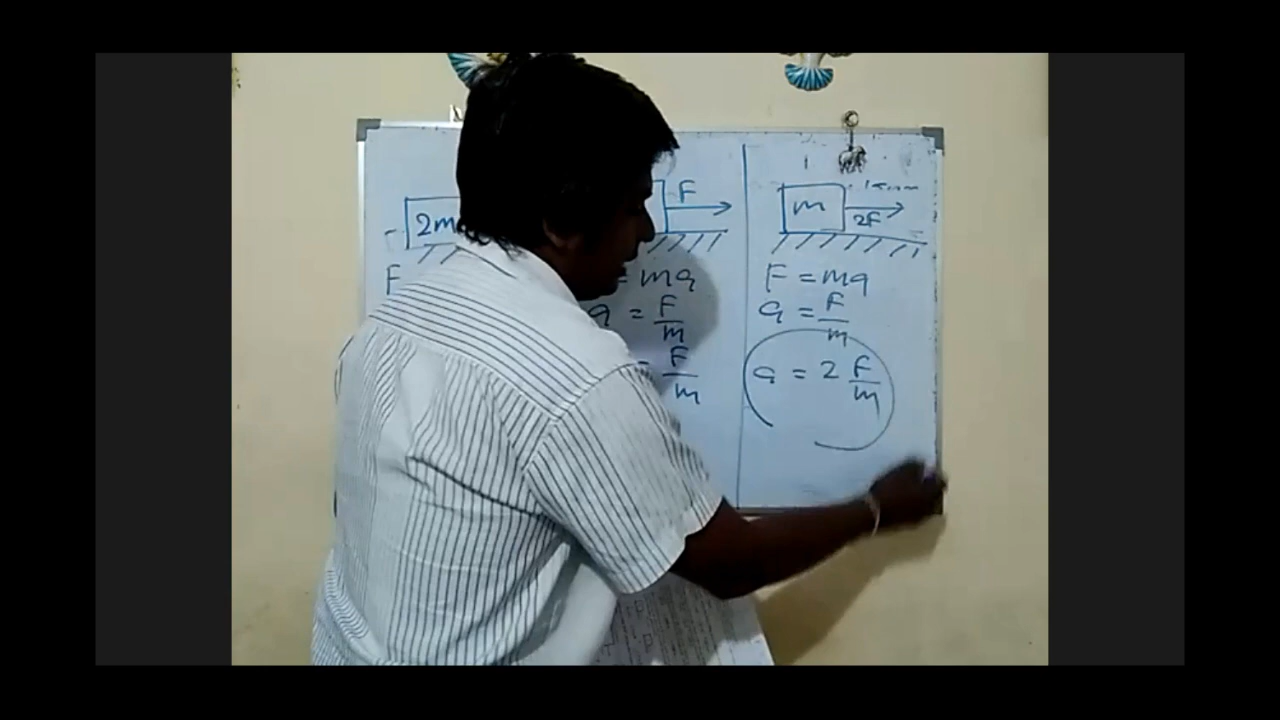 2m
F
F
= ma
a = F/m
= F/m
m
2F
F = ma
a = F/m
a = 2 F/m